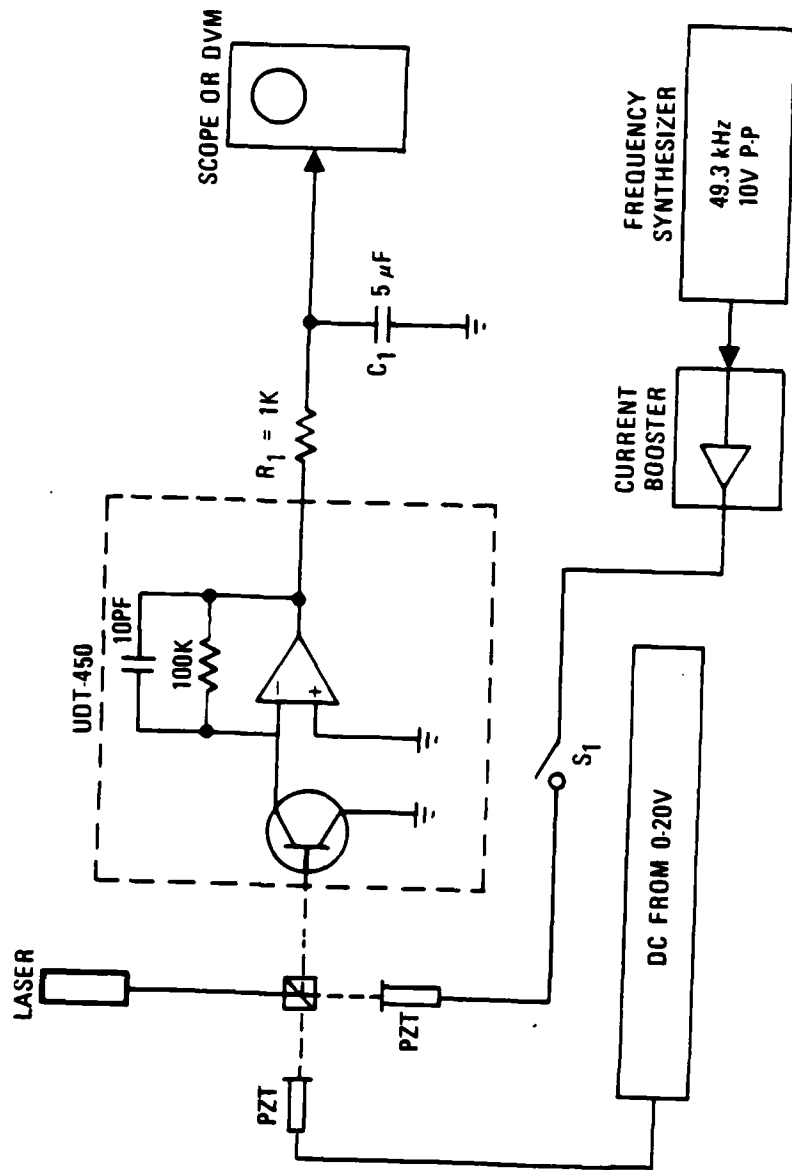 LASER
PZT
PZT
UDT-450
10PF
100K
−
+
R1 = 1K
C1
5 µF
SCOPE OR DVM
S1
DC FROM 0-20V
CURRENT
BOOSTER
FREQUENCY
SYNTHESIZER
49.3 kHz
10V P-P